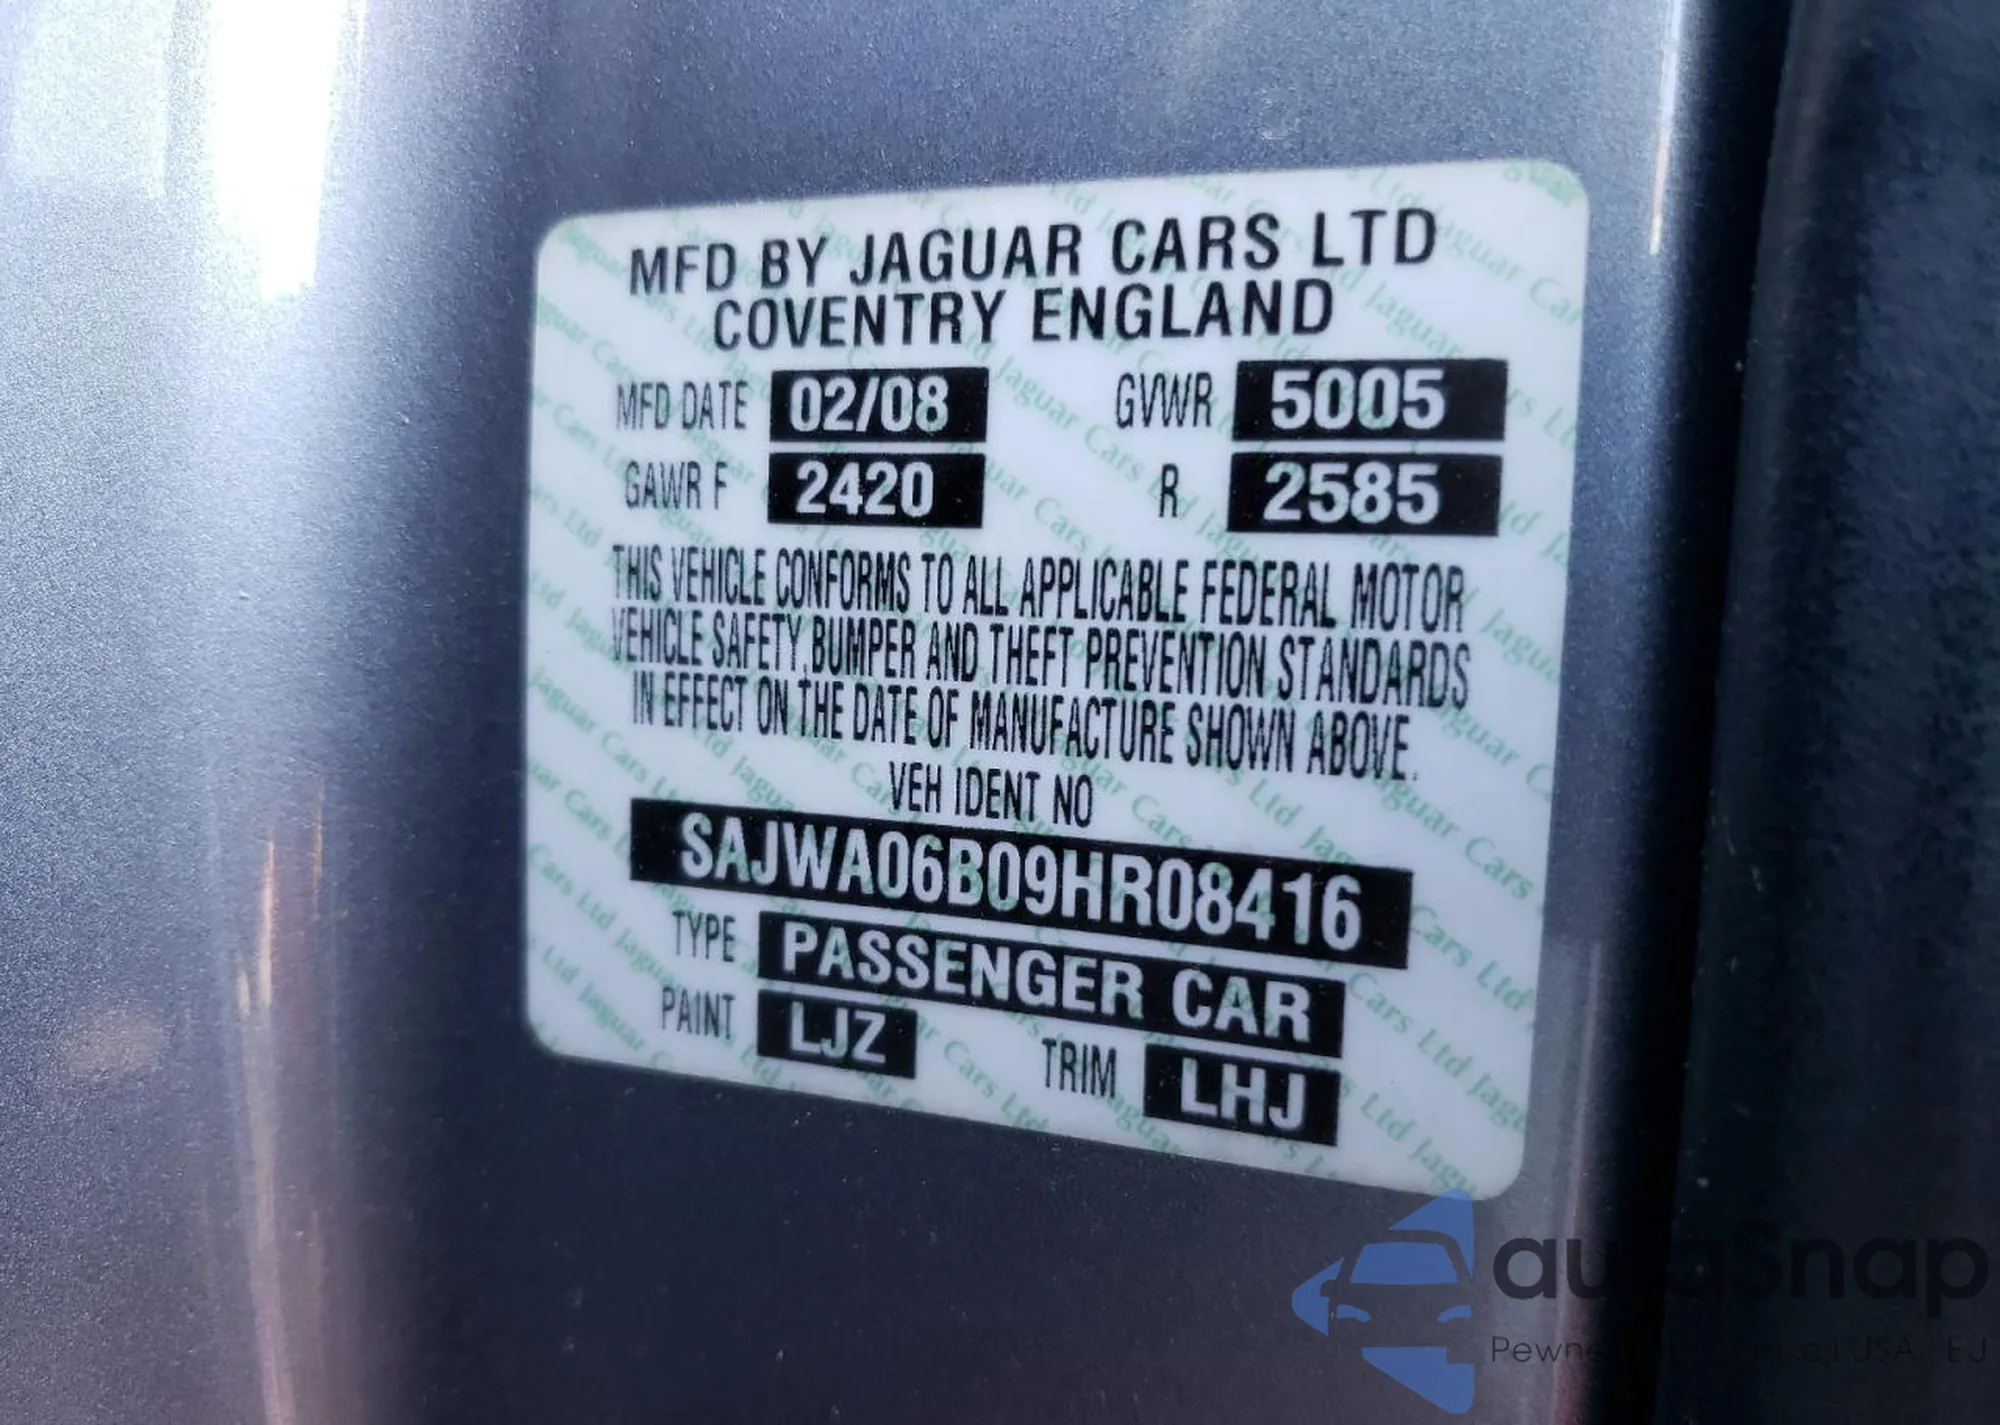 MFD BY JAGUAR CARS LTD
COVENTRY ENGLAND
MFD DATE 02/08 GVWR 5005
GAWR F 2420 R 2585
THIS VEHICLE CONFORMS TO ALL APPLICABLE FEDERAL MOTOR
VEHICLE SAFETY, BUMPER AND THEFT PREVENTION STANDARDS
IN EFFECT ON THE DATE OF MANUFACTURE SHOWN ABOVE.
VEH IDENT NO
SAJWA06B09HR08416
TYPE PASSENGER CAR
PAINT LJZ TRIM LHJ
Snap
USA